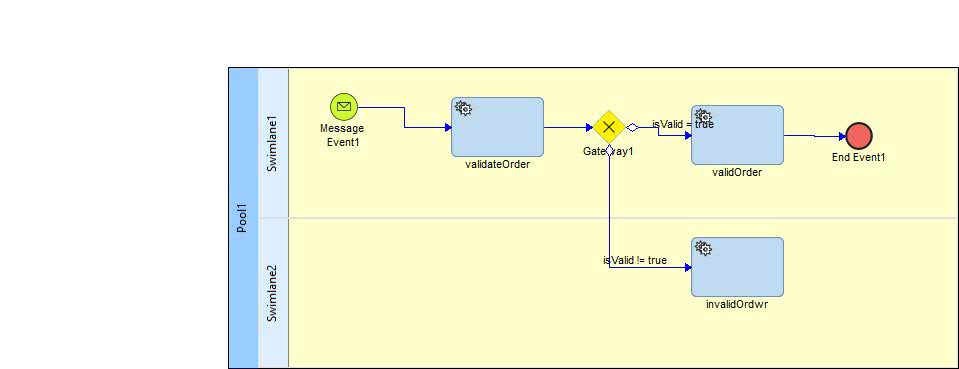 Pool1
Swimlane1
Message
Event1
validateOrder
Gateway1
isValid = true
validOrder
End Event1
Swimlane2
isValid != true
invalidOrdwr